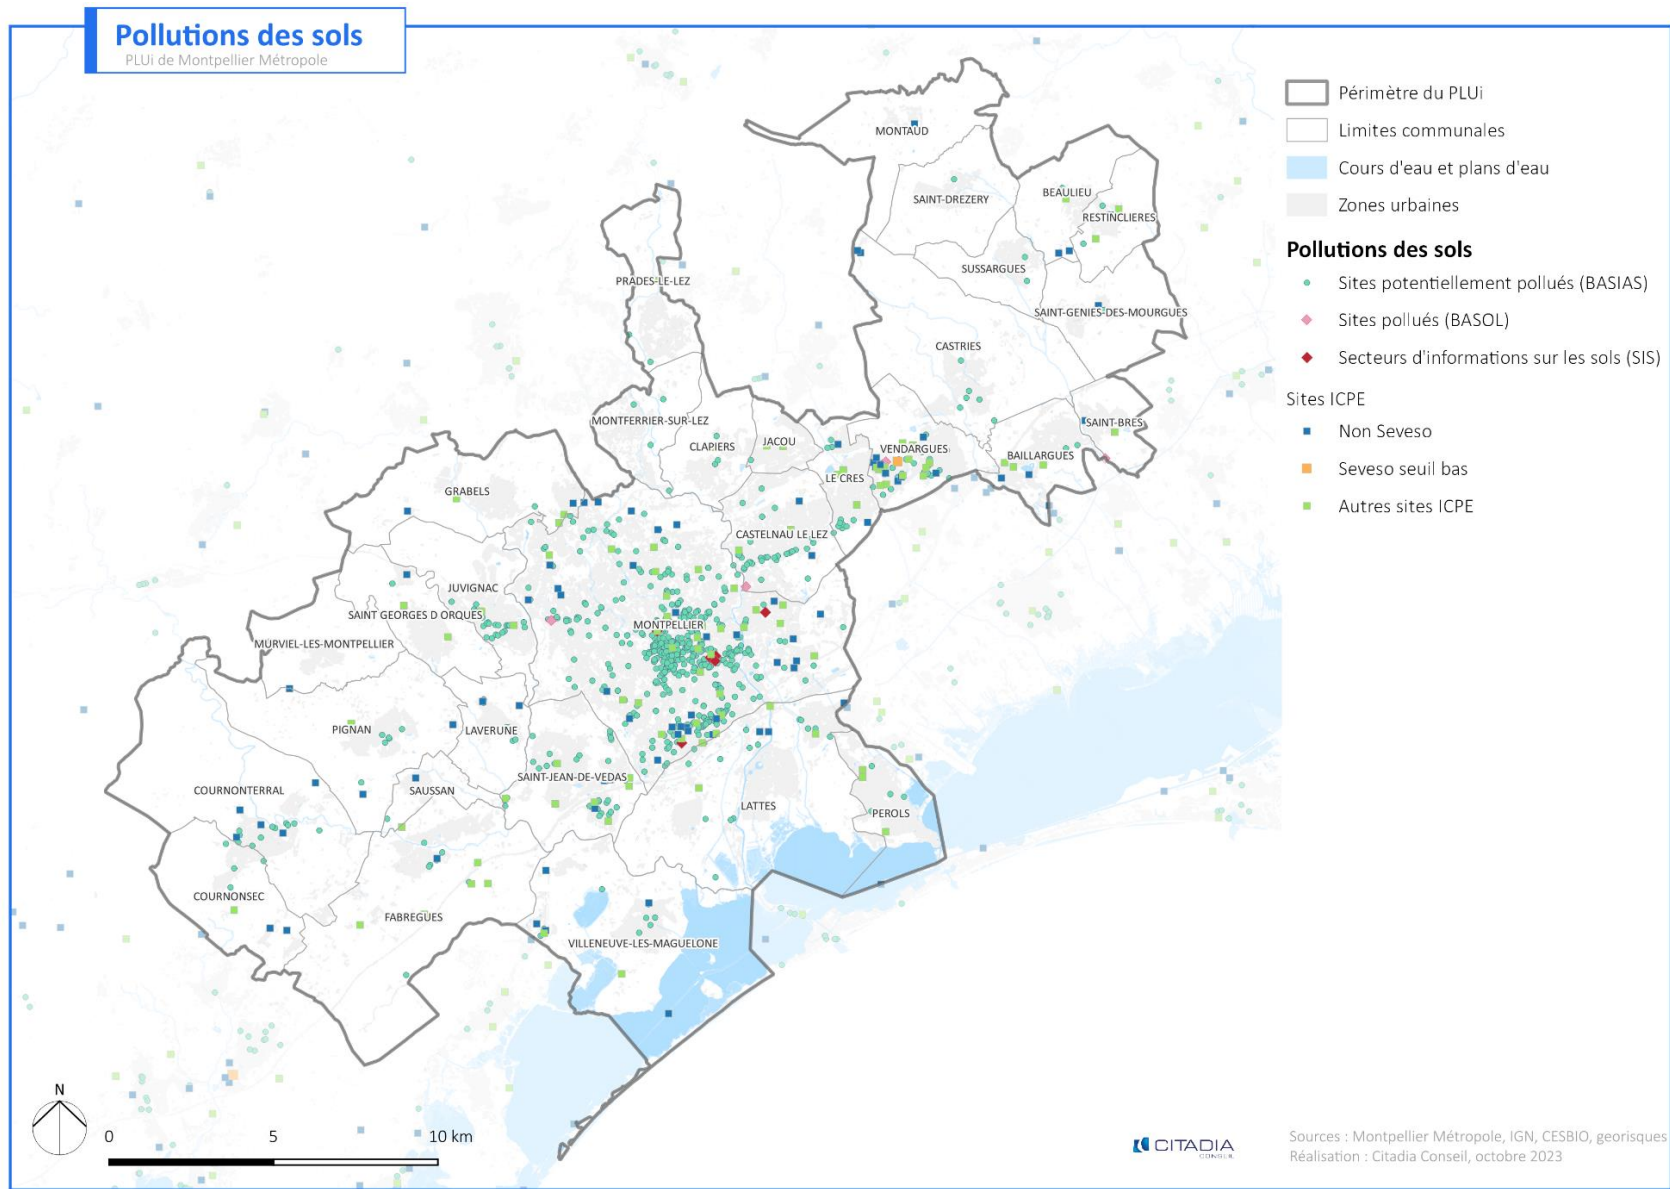 Pollutions des sols
PLUi de Montpellier Métropole
Périmètre du PLUi
Limites communales
Cours d'eau et plans d'eau
Zones urbaines
Pollutions des sols
Sites potentiellement pollués (BASIAS)
Sites pollués (BASOL)
Secteurs d'informations sur les sols (SIS)
Sites ICPE
Non Seveso
Seveso seuil bas
Autres sites ICPE
MONTAUD
SAINT-DREZERY
BEAULIEU
RESTINCLIERES
SUSSARGUES
PRADES-LE-LEZ
SAINT-GENIES-DES-MOURGUES
CASTRIES
MONTFERRIER-SUR-LEZ
SAINT-BRES
CLAPIERS
JACOU
VENDARGUES
BAILLARGUES
LE CRES
GRABELS
CASTELNAU LE LEZ
JUVIGNAC
SAINT GEORGES D ORQUES
MONTPELLIER
MURVIEL-LES-MONTPELLIER
PIGNAN
LAVERUNE
SAINT-JEAN-DE-VEDAS
COURNONTERRAL
SAUSSAN
LATTES
PEROLS
COURNONSEC
FABREGUES
VILLENEUVE-LES-MAGUELONE
N
0 5 10 km
CITADIA
CONSEIL
Sources : Montpellier Métropole, IGN, CESBIO, georisques
Réalisation : Citadia Conseil, octobre 2023